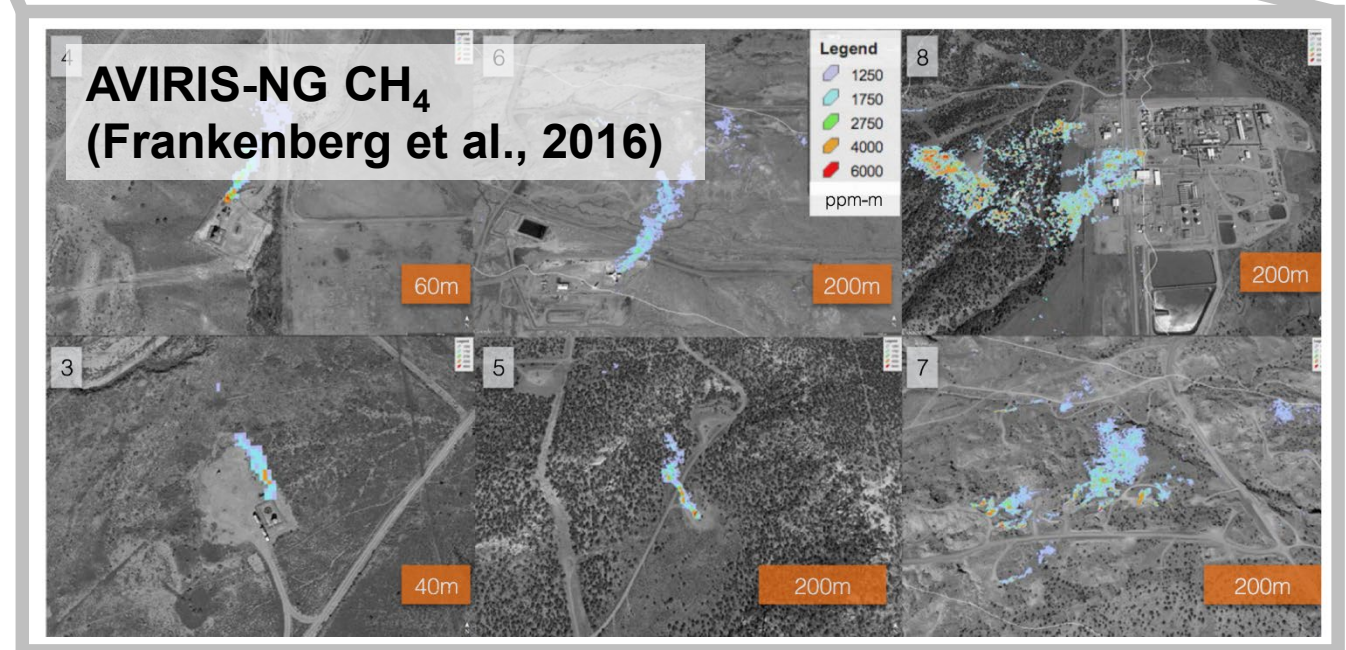 AVIRIS-NG CH₄
(Frankenberg et al., 2016)
4
60m
6
200m
Legend
1250
1750
2750
4000
6000
ppm-m
8
200m
3
40m
5
200m
7
200m